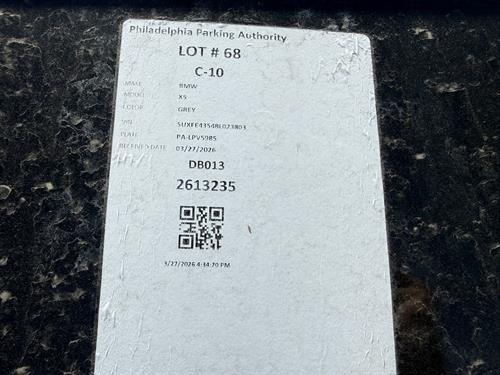 Philadelphia Parking Authority
LOT # 68
C-10
MAKE BMW
MODEL X5
COLOR GREY
VIN 5UXFE43548L023803
PLATE PA-LPV5985
RECEIVED DATE 03/27/2026
DB013
2613235
3/27/2026 4:34:20 PM